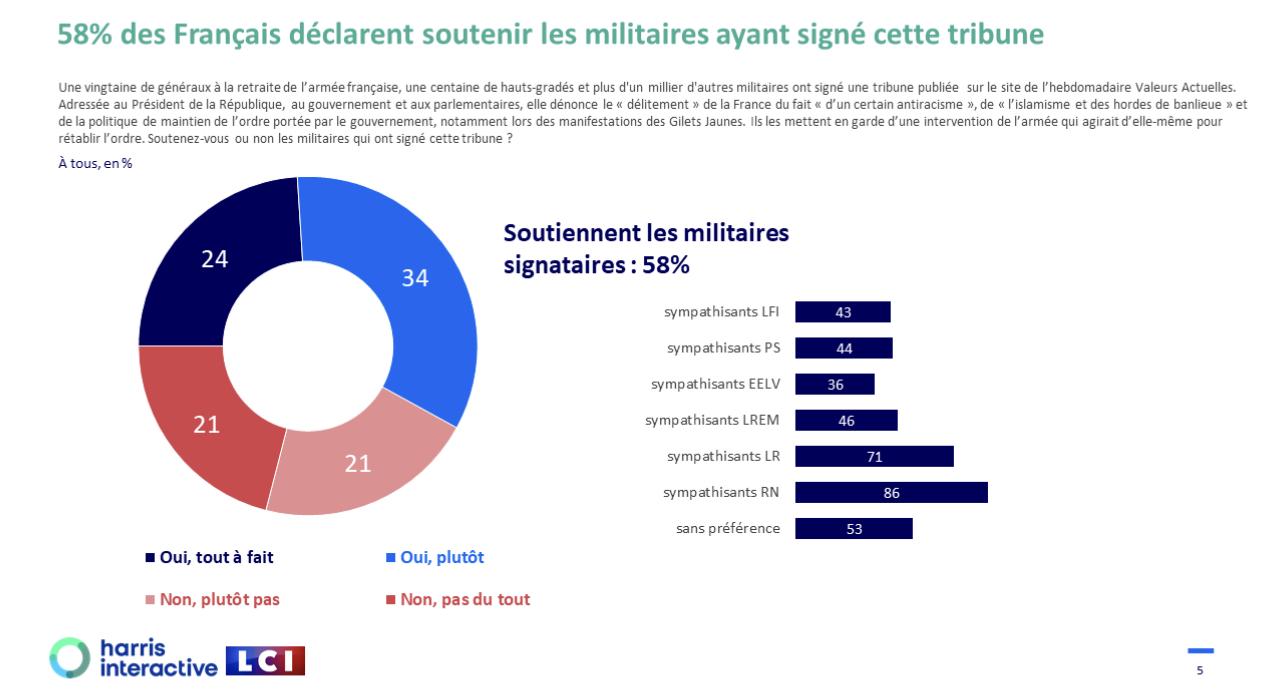 58% des Français déclarent soutenir les militaires ayant signé cette tribune
Une vingtaine de généraux à la retraite de l’armée française, une centaine de hauts-gradés et plus d'un millier d'autres militaires ont signé une tribune publiée sur le site de l’hebdomadaire Valeurs Actuelles.
Adressée au Président de la République, au gouvernement et aux parlementaires, elle dénonce le « délitement » de la France du fait « d’un certain antiracisme », de « l’islamisme et des hordes de banlieue » et
de la politique de maintien de l’ordre portée par le gouvernement, notamment lors des manifestations des Gilets Jaunes. Ils les mettent en garde d’une intervention de l’armée qui agirait d’elle-même pour
rétablir l’ordre. Soutenez-vous ou non les militaires qui ont signé cette tribune ?
À tous, en %
24
34
21
21
Oui, tout à fait
Oui, plutôt
Non, plutôt pas
Non, pas du tout
Soutiennent les militaires
signataires : 58%
sympathisants LFI 43
sympathisants PS 44
sympathisants EELV 36
sympathisants LREM 46
sympathisants LR 71
sympathisants RN 86
sans préférence 53
harris
interactive
LCI
5